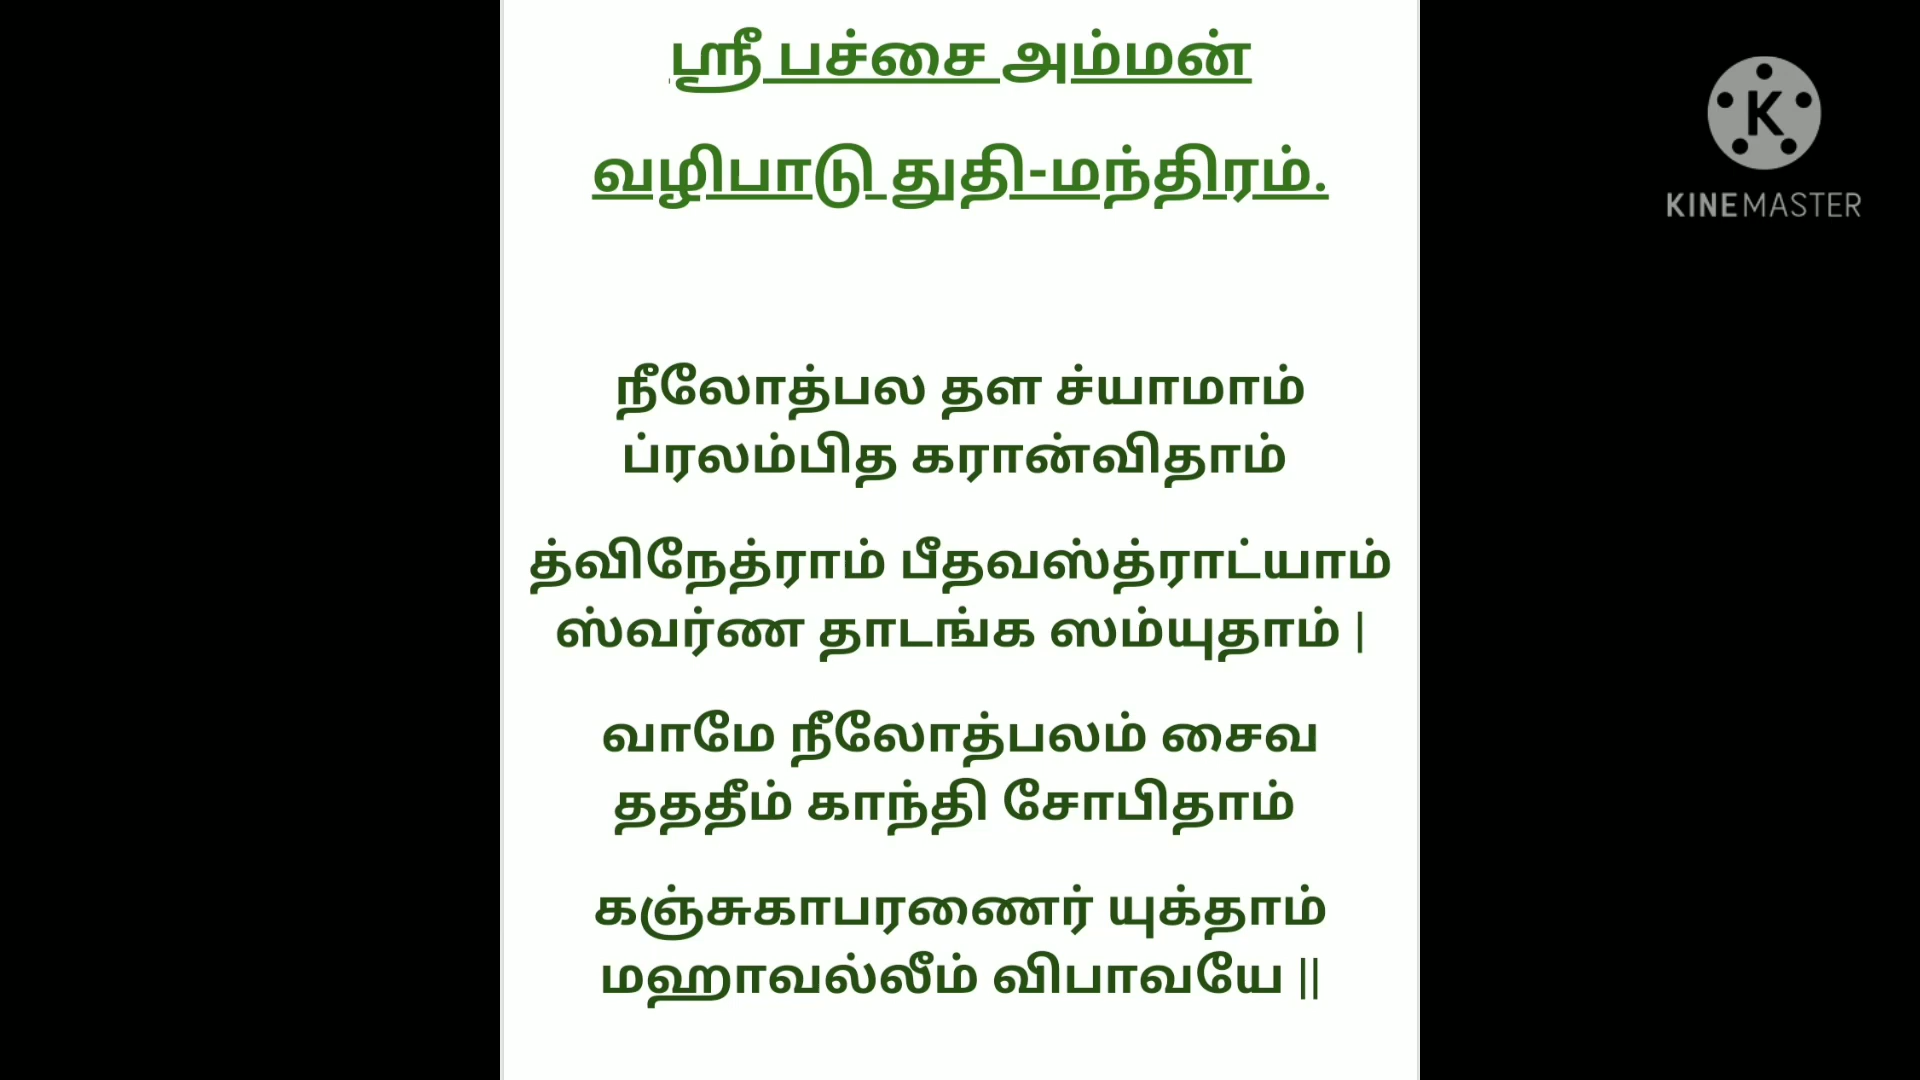 ஸ்ரீ பச்சை அம்மன்
வழிபாடு துதி-மந்திரம்.
நீலோத்பல தள ச்யாமாம்
ப்ரலம்பித கரான்விதாம்
த்விநேத்ராம் பீதவஸ்த்ராட்யாம்
ஸ்வர்ண தாடங்க ஸம்யுதாம் |
வாமே நீலோத்பலம் சைவ
தததீம் காந்தி சோபிதாம்
கஞ்சுகாபரணைர் யுக்தாம்
மஹாவல்லீம் விபாவயே ||
K
KINEMASTER